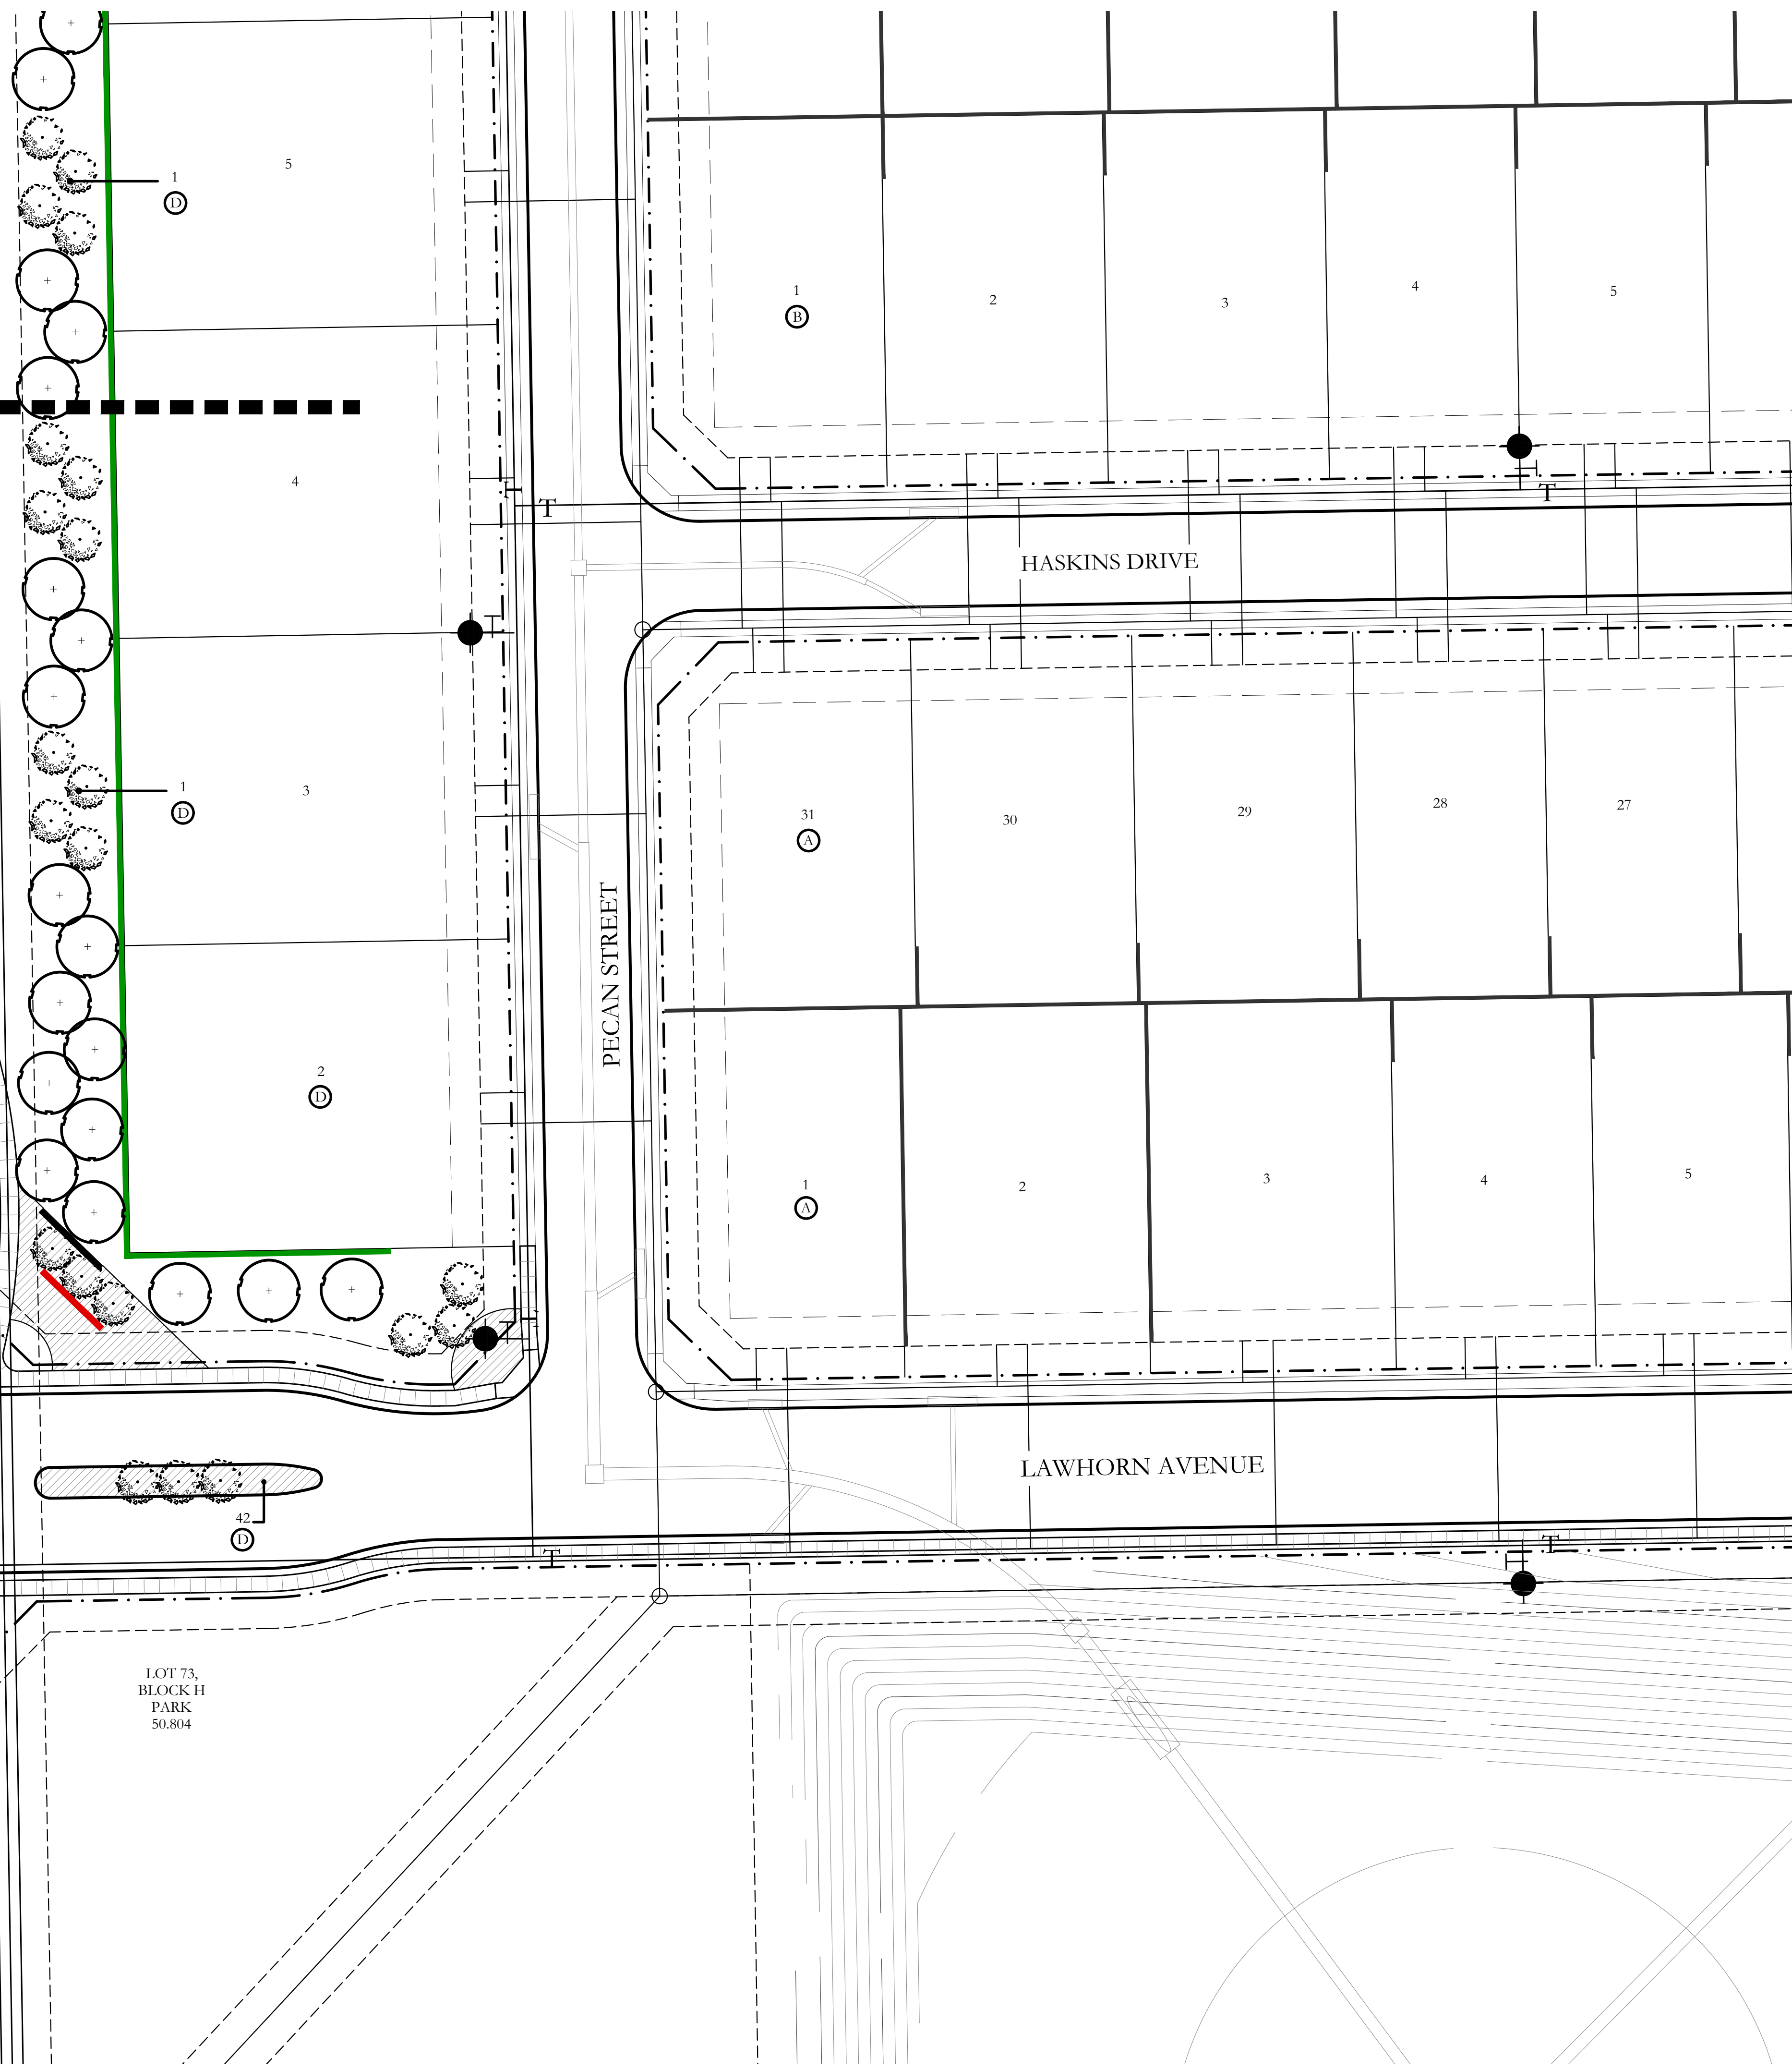 5
1
D
1
B
2
3
4
5
4
T
T
HASKINS DRIVE
1
D
3
31
A
30
29
28
27
PECAN STREET
2
D
1
A
2
3
4
5
LAWHORN AVENUE
42
D
T
T
LOT 73,
BLOCK H
PARK
50.804